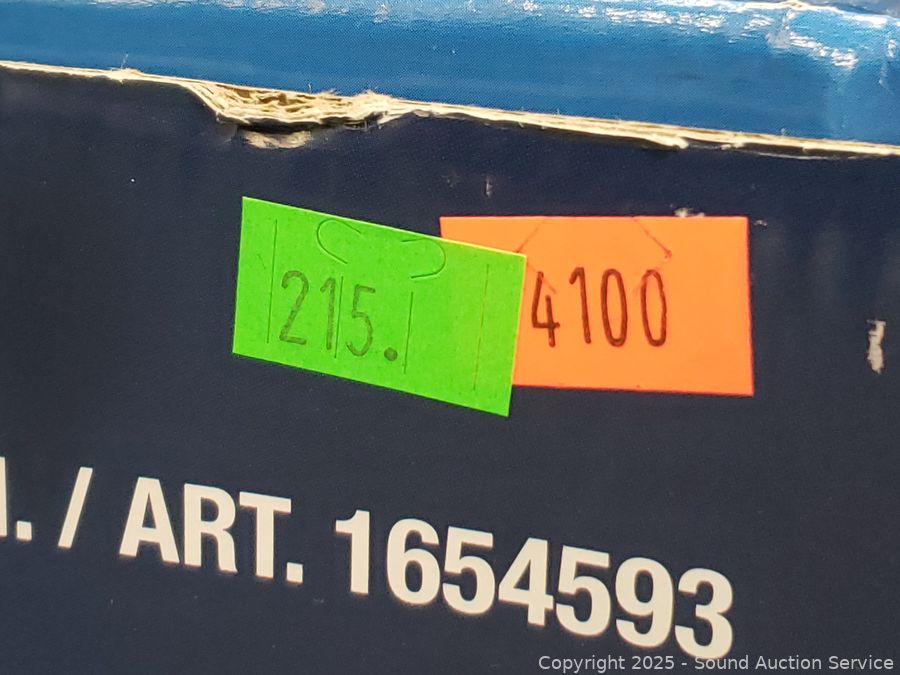 215.
4100
. / ART. 1654593
Copyright © 2025 - Sound Auction Service